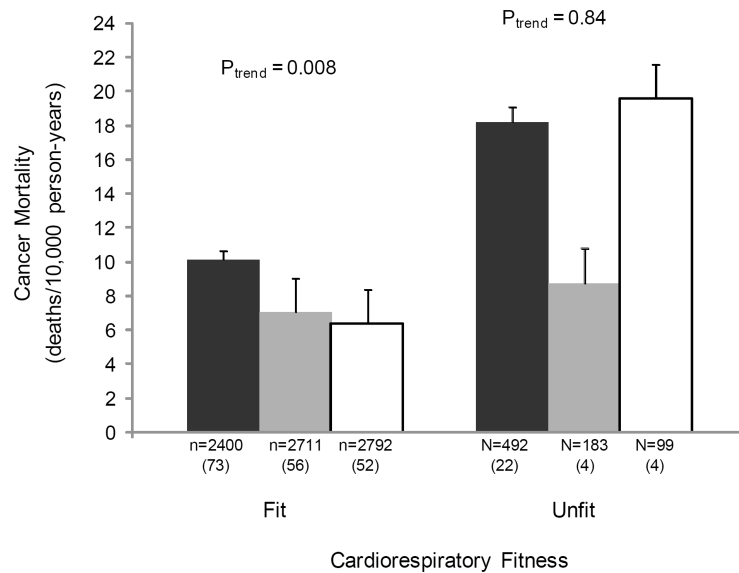 24
22
20
18
16
14
12
10
8
6
4
2
0
Cancer Mortality
(deaths/10,000 person-years)
P trend = 0.008
P trend = 0.84
n=2400 n=2711 n=2792 N=492 N=183 N=99
(73) (56) (52) (22) (4) (4)
Fit Unfit
Cardiorespiratory Fitness